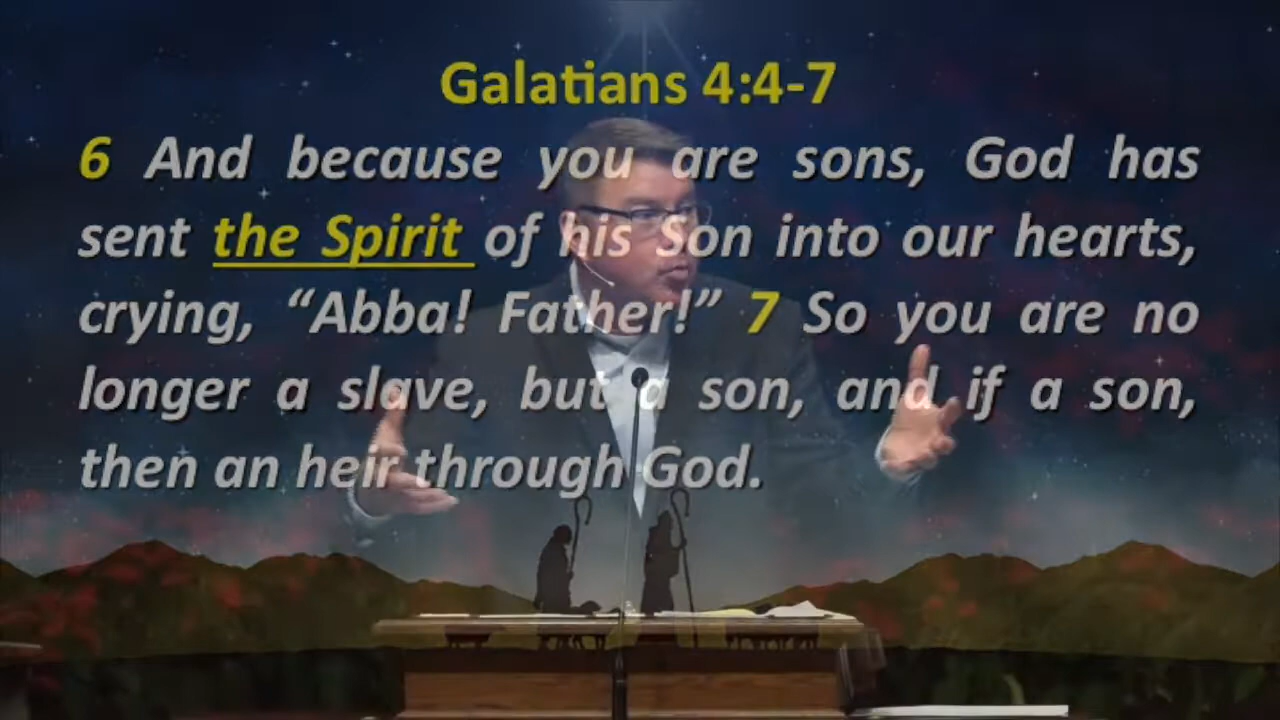 Galatians 4:4-7
6 And because you are sons, God has
sent the Spirit of his Son into our hearts,
crying, “Abba! Father!” 7 So you are no
longer a slave, but a son, and if a son,
then an heir through God.